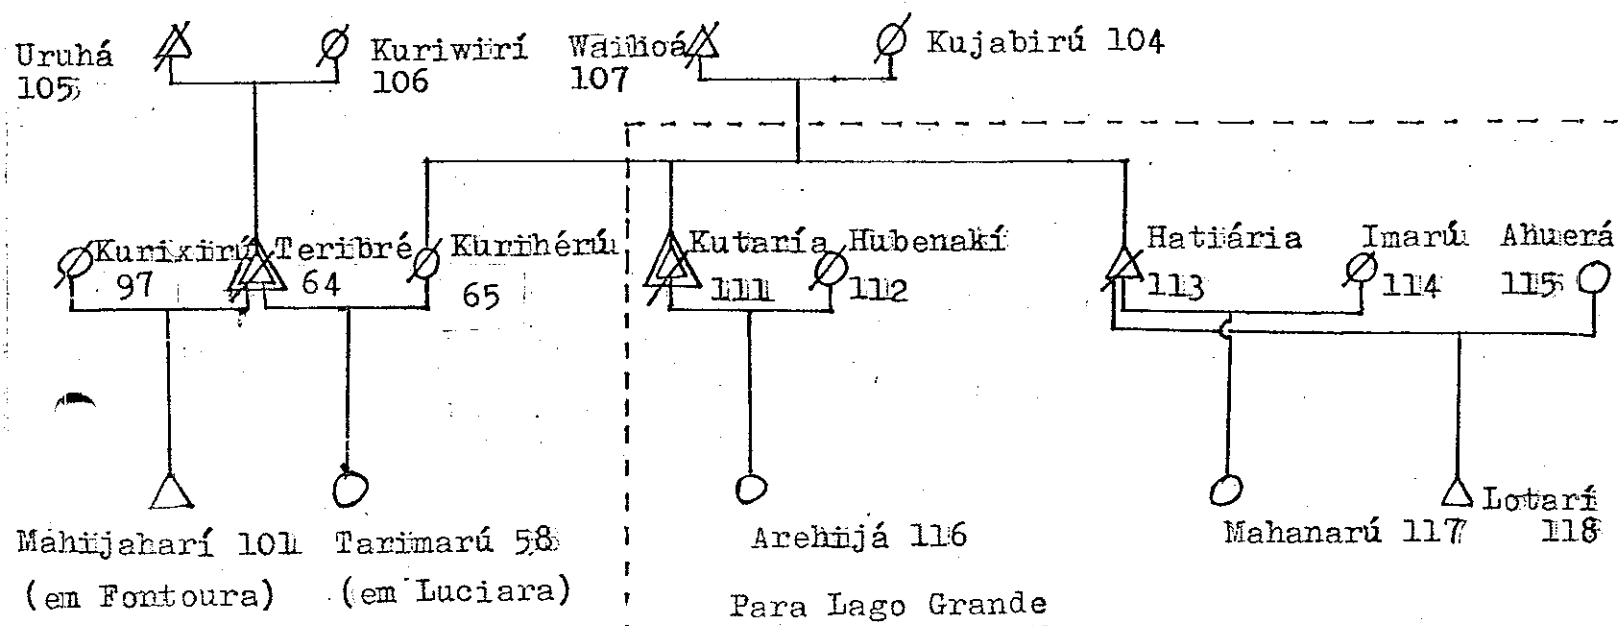 Uruhá
105
Kuriwirí
106
Wailioá
107
Kujabirú 104
Kurixirú
97
Teribré
64
Kurihérú
65
Kutaría
111
Hubenakí
112
Hatiária
113
Imarú
114
Ahuerá
115
Mahijaharí 101
(em Fontoura)
Tarimarú 58
(em Luciara)
Arehijá 116
Mahanarú 117
Lotarí
118
Para Lago Grande